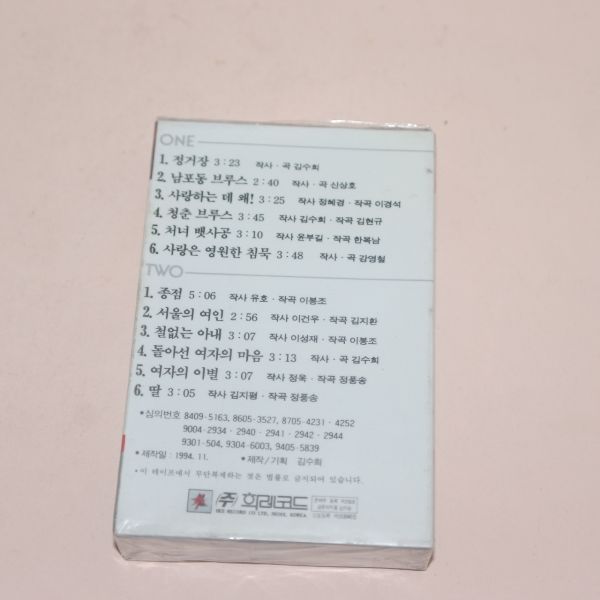 ONE
1. 정거장 3:23 작사·곡 김수희
2. 남포동 브루스 2:40 작사·곡 신상호
3. 사랑하는 데 왜! 3:25 작사 정혜경·작곡 이경석
4. 청춘 브루스 3:45 작사 김수희·작곡 김현규
5. 처녀 뱃사공 3:10 작사 윤부길·작곡 한복남
6. 사랑은 영원한 침묵 3:48 작사·곡 강영철
TWO
1. 종점 5:06 작사 유호·작곡 이봉조
2. 서울의 여인 2:56 작사 이건우·작곡 김지환
3. 철없는 아내 3:07 작사 이성재·작곡 이봉조
4. 돌아선 여자의 마음 3:13 작사·곡 김수희
5. 여자의 이별 3:07 작사 정욱·작곡 정풍송
6. 딸 3:05 작사 김지평·작곡 정풍송
*심의번호 8409-5163, 8605-3527, 8705-4231·4252
9004-2934·2940·2941·2942·2944
9301-504, 9304-6003, 9405-5839
*제작일:1994. 11. *제작/기획 김수희
*이 테이프에서 무단복제하는 것은 법률로 금지되어 있습니다.
(주) 희레코드
HEE RECORD CO. LTD., SEOUL, KOREA.